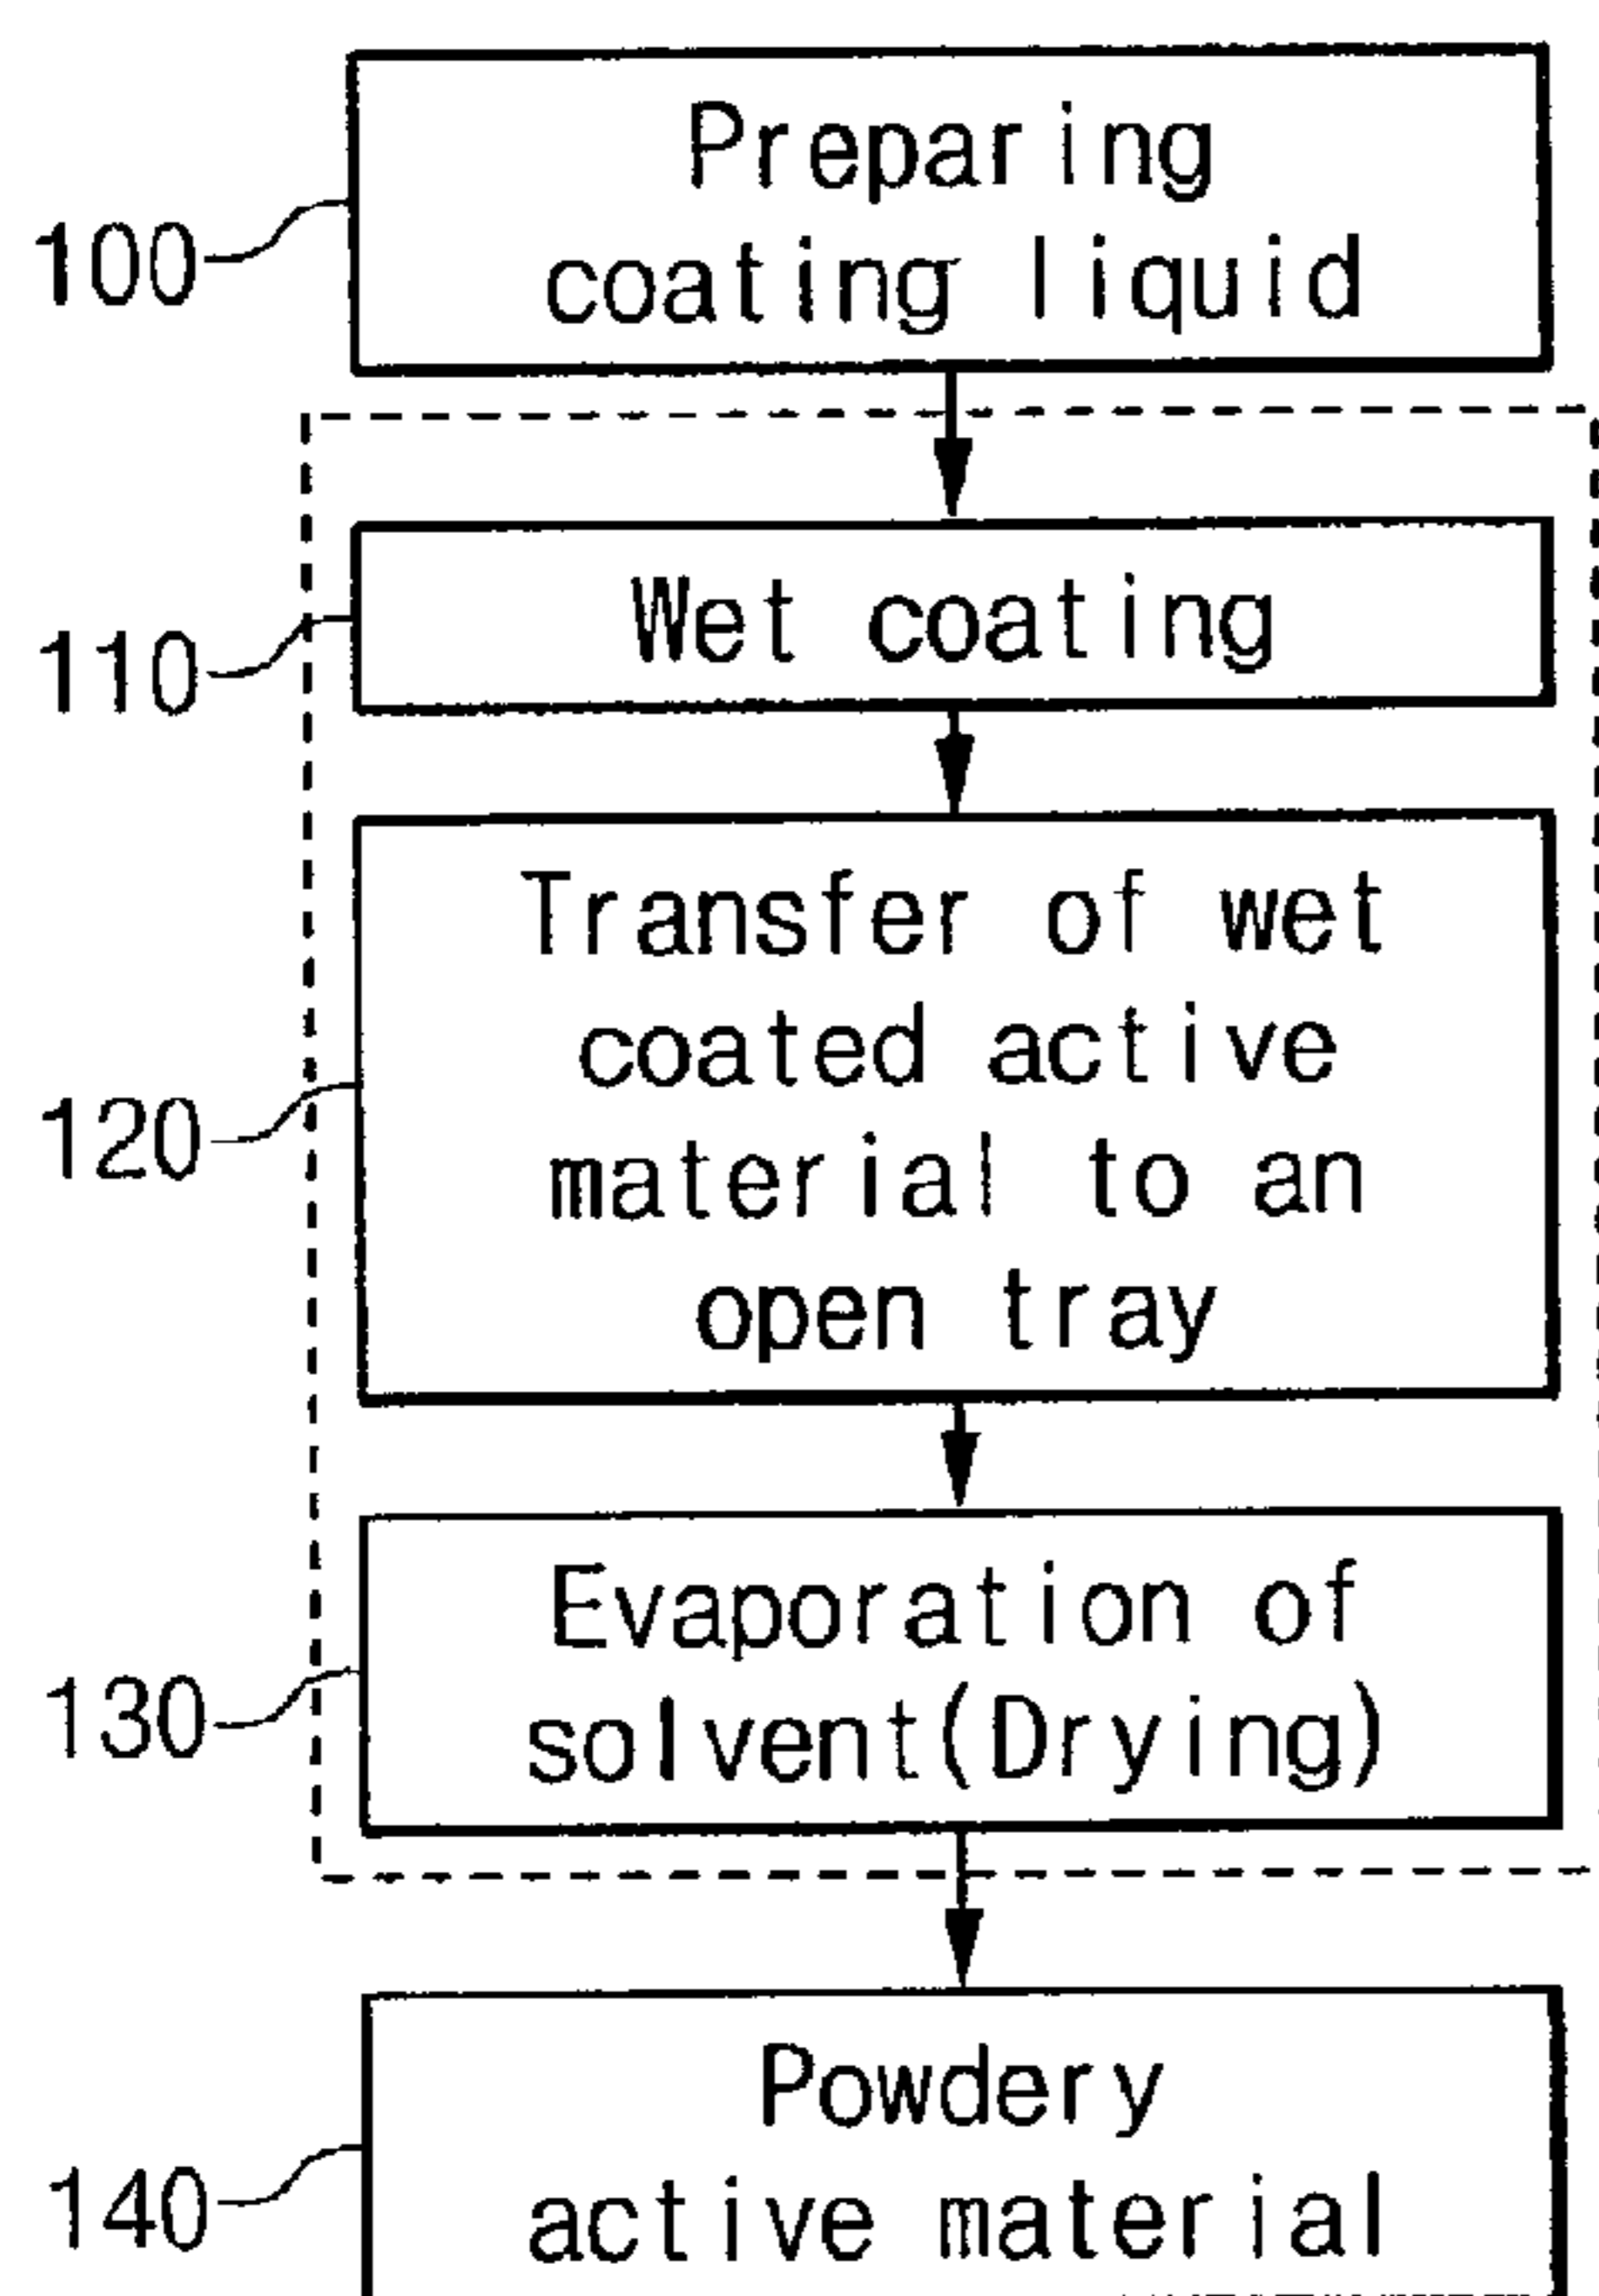 Preparing
100
coating liquid
Wet coating
110
Transfer of wet
coated active
120
material to an
open tray
Evaporation of
130
solvent(Drying)
Powdery
140
active material